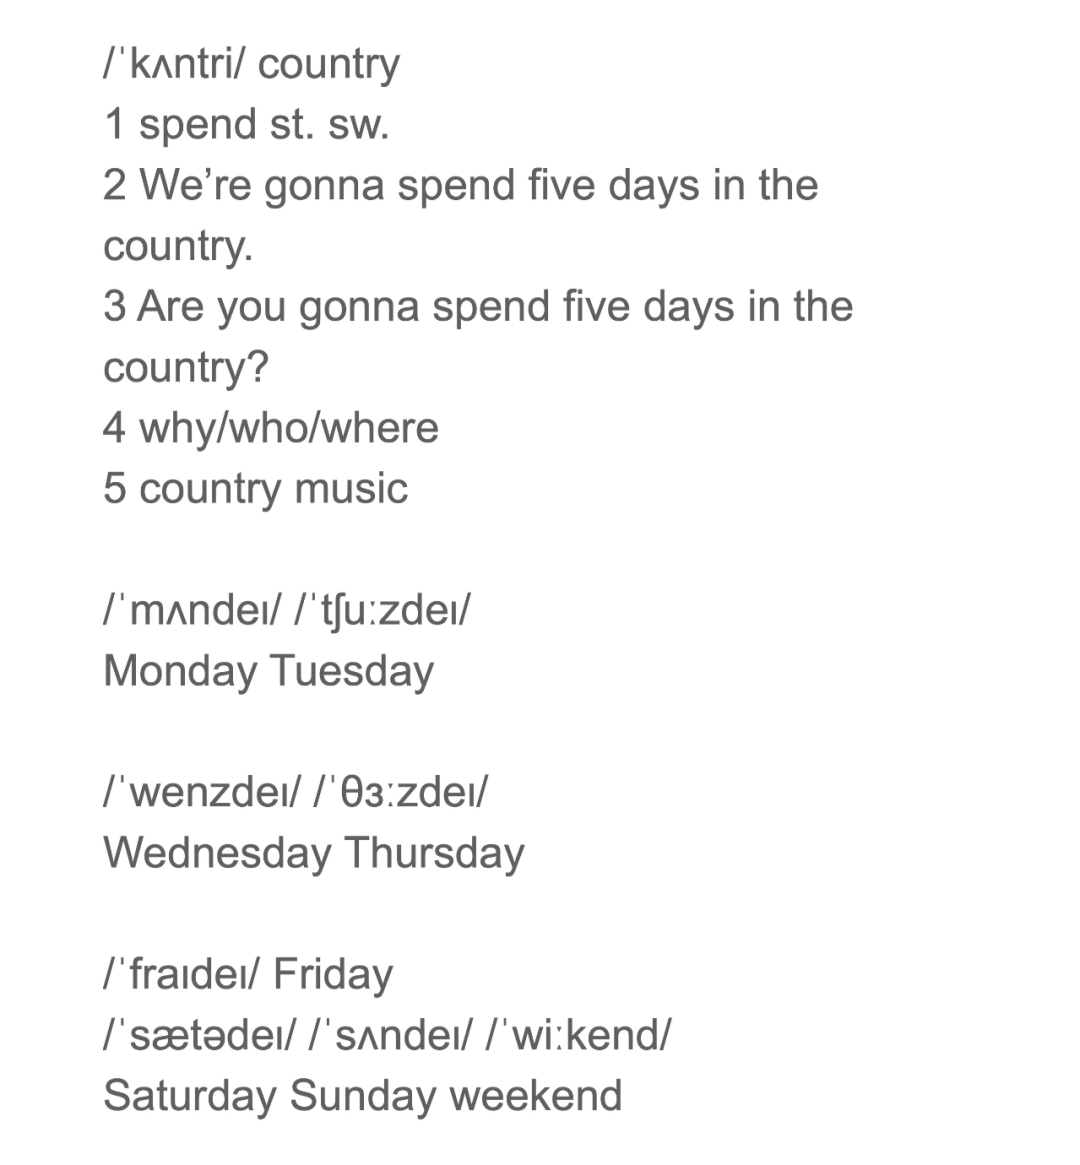 /ˈkʌntri/ country
1 spend st. sw.
2 We’re gonna spend five days in the
country.
3 Are you gonna spend five days in the
country?
4 why/who/where
5 country music
/ˈmʌndeɪ/ /ˈtʃuːzdeɪ/
Monday Tuesday
/ˈwenzdeɪ/ /ˈθɜːzdeɪ/
Wednesday Thursday
/ˈfraɪdeɪ/ Friday
/ˈsætədeɪ/ /ˈsʌndeɪ/ /ˈwiːkend/
Saturday Sunday weekend